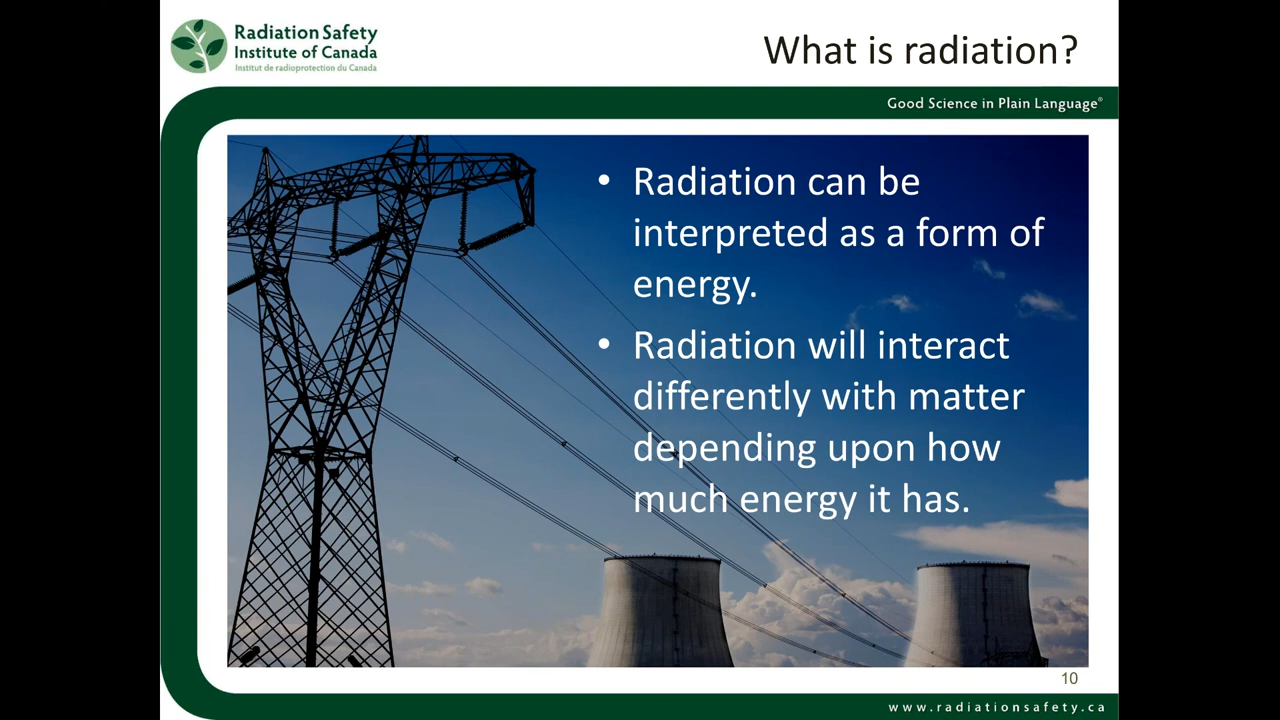 Radiation Safety
Institute of Canada
Institut de radioprotection du Canada
What is radiation?
Good Science in Plain Language®
• Radiation can be
interpreted as a form of
energy.
• Radiation will interact
differently with matter
depending upon how
much energy it has.
10
www.radiationsafety.ca